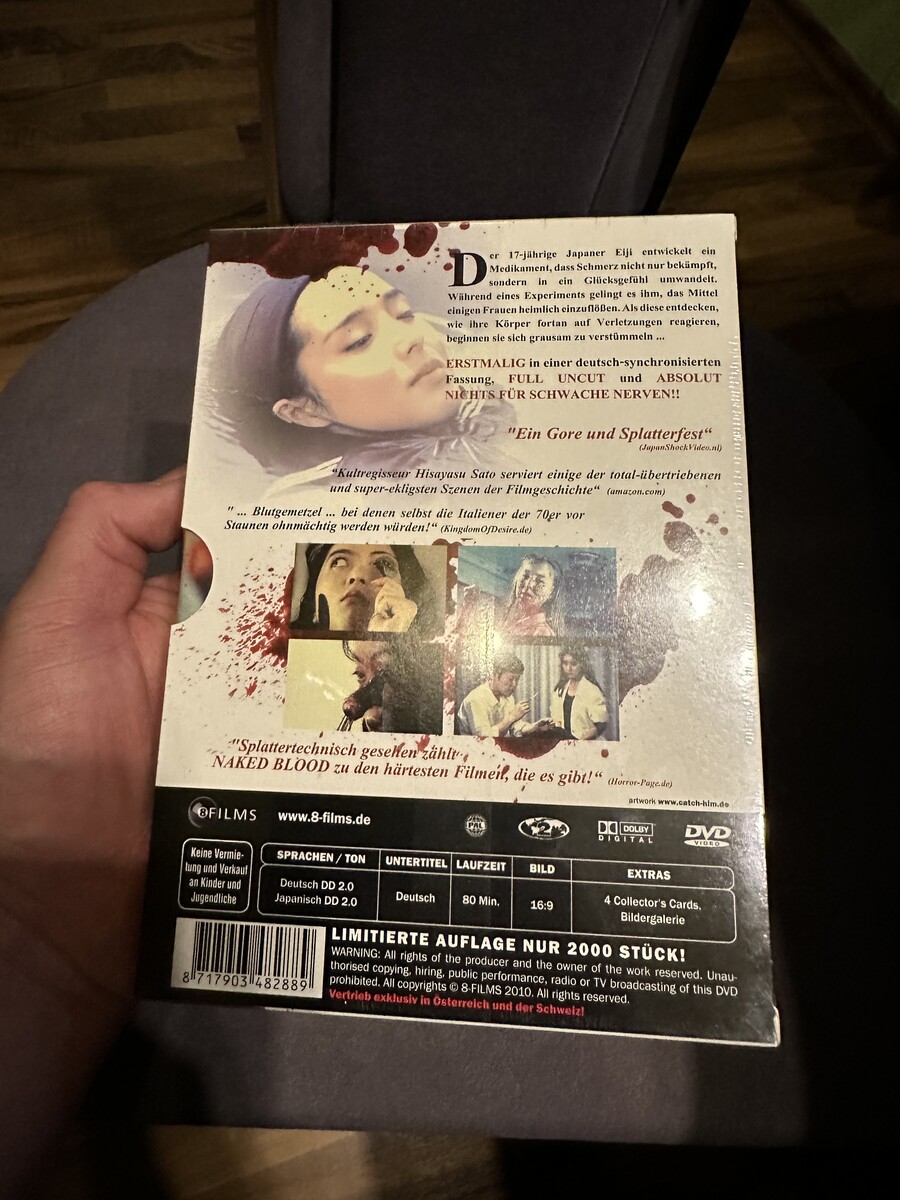 Der 17-jährige Japaner Eiji entwickelt ein
Medikament, dass Schmerz nicht nur bekämpft,
sondern in ein Glücksgefühl umwandelt.
Während eines Experiments gelingt es ihm, das Mittel
einigen Frauen heimlich einzuflößen. Als diese entdecken,
wie ihre Körper fortan auf Verletzungen reagieren,
beginnen sie sich grausam zu verstümmeln ...
ERSTMALIG in einer deutsch-synchronisierten
Fassung, FULL UNCUT und ABSOLUT
NICHTS FÜR SCHWACHE NERVEN!!
"Ein Gore und Splatterfest“
(JapanShockVideo.nl)
“Kultregisseur Hisayasu Sato serviert einige der total-übertriebenen
und super-ekligsten Szenen der Filmgeschichte“ (amazon.com)
" ... Blutgemetzel ... bei denen selbst die Italiener der 70er vor
Staunen ohnmächtig werden würden!“ (KingdomOfDesire.de)
"Splattertechnisch gesehen zählt
NAKED BLOOD zu den härtesten Filmen, die es gibt!“ (Horror-Page.de)
artwork www.catch-him.de
8FILMS www.8-films.de PAL 2 DOLBY DIGITAL DVD VIDEO
Keine Vermie-
tung und Verkauf
an Kinder und
Jugendliche
SPRACHEN / TON UNTERTITEL LAUFZEIT BILD EXTRAS
Deutsch DD 2.0
Japanisch DD 2.0
Deutsch
80 Min.
16:9
4 Collector's Cards,
Bildergalerie
8 717903 482889
LIMITIERTE AUFLAGE NUR 2000 STÜCK!
WARNING: All rights of the producer and the owner of the work reserved. Unau-
thorised copying, hiring, public performance, radio or TV broadcasting of this DVD
prohibited. All copyrights © 8-FILMS 2010. All rights reserved.
Vertrieb exklusiv in Österreich und der Schweiz!